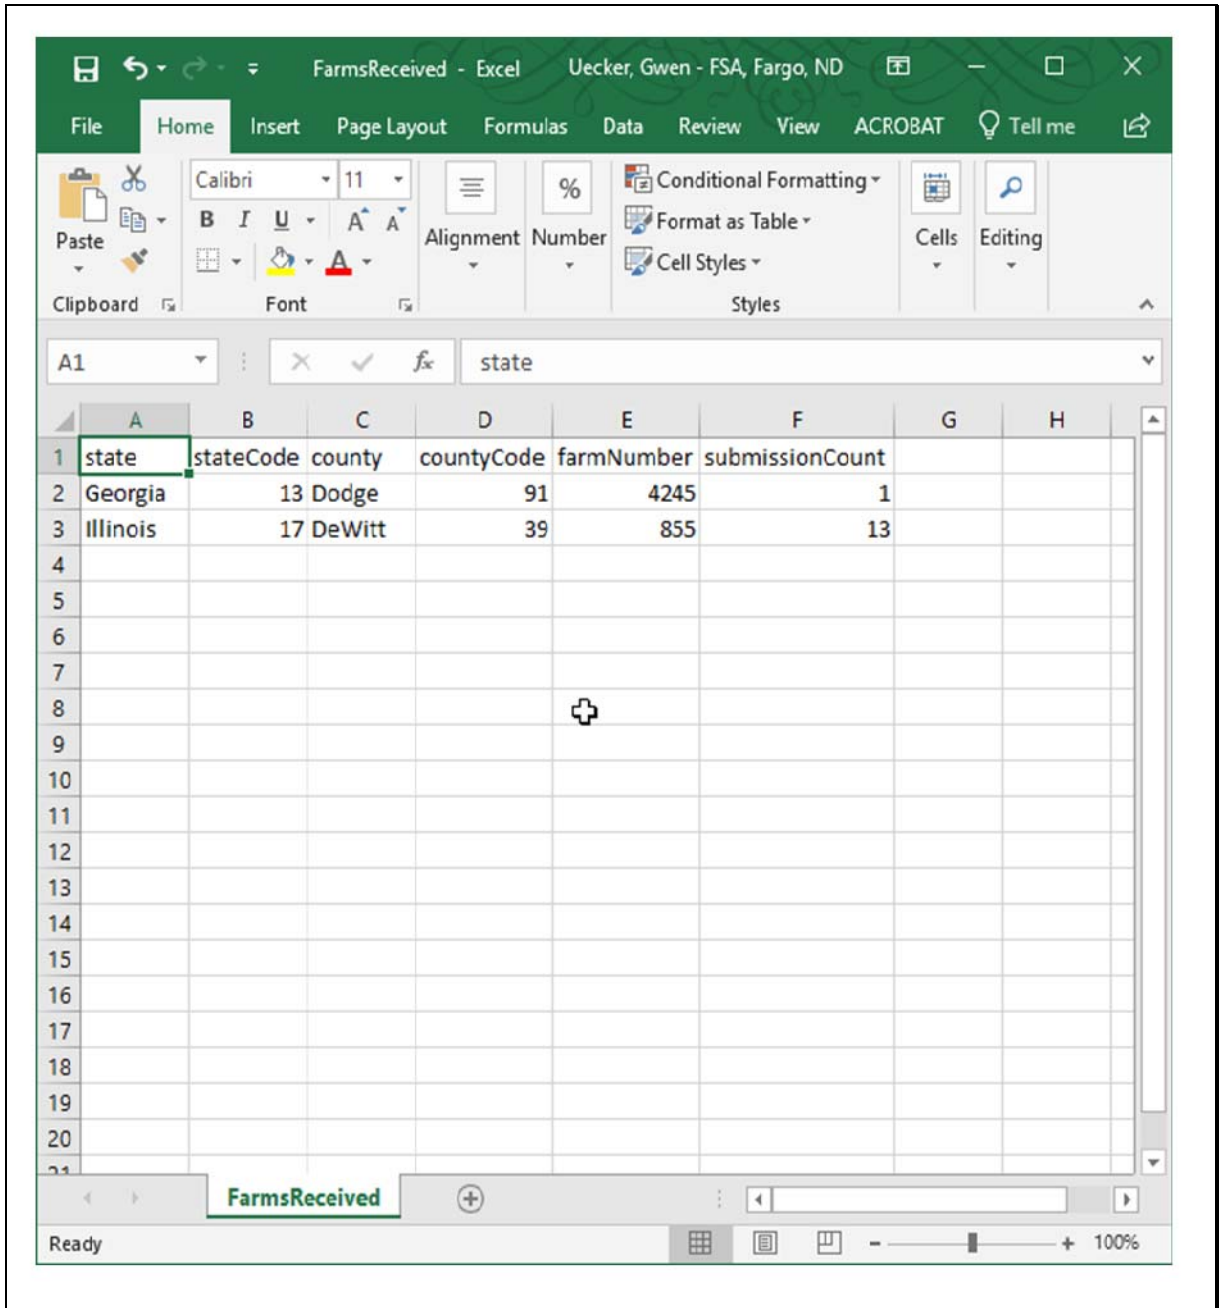 FarmsReceived - Excel Uecker, Gwen - FSA, Fargo, ND
File Home Insert Page Layout Formulas Data Review View ACROBAT Tell me
Calibri 11 % Conditional Formatting
B I U A A Format as Table
Paste Alignment Number Cells Editing
A Cell Styles
Clipboard Font Styles
A1 fx state
A B C D E F G H
1 state stateCode county countyCode farmNumber submissionCount
2 Georgia 13 Dodge 91 4245 1
3 Illinois 17 DeWitt 39 855 13
4
5
6
7
8
9
10
11
12
13
14
15
16
17
18
19
20
21
FarmsReceived
Ready 100%